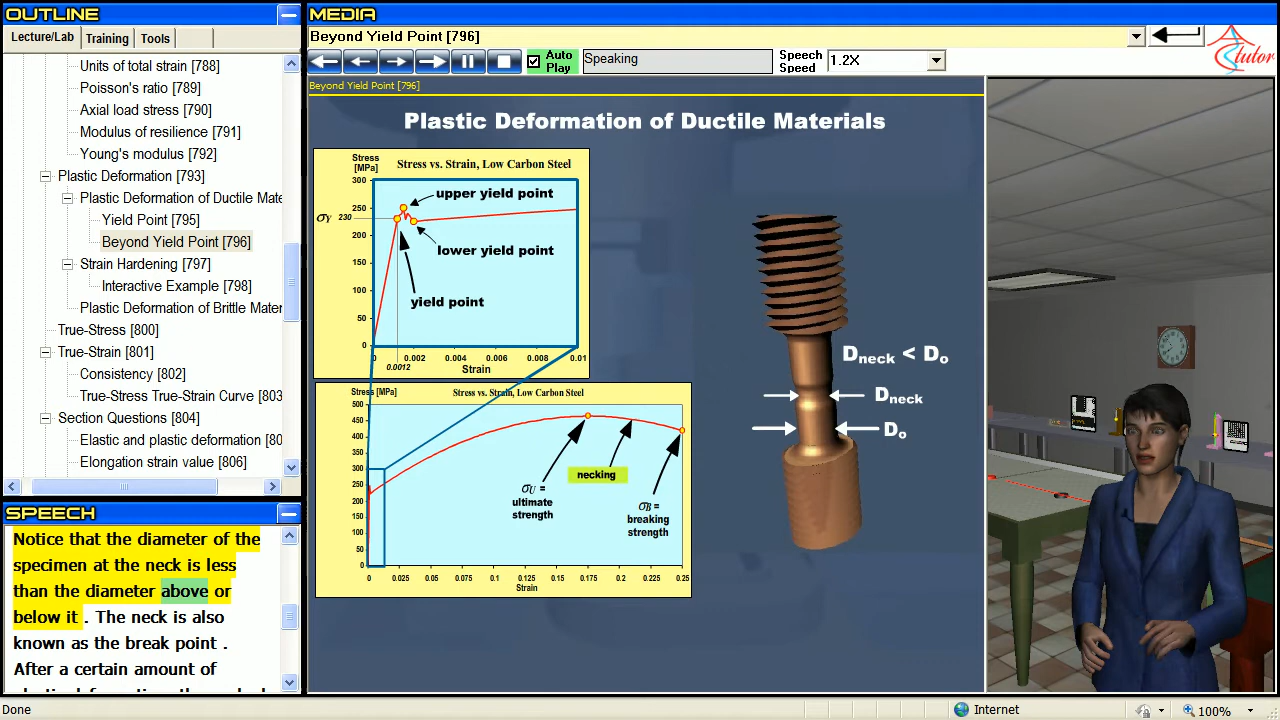 OUTLINE
Lecture/Lab
Training
Tools
Units of total strain [788]
Poisson's ratio [789]
Axial load stress [790]
Modulus of resilience [791]
Young's modulus [792]
Plastic Deformation [793]
Plastic Deformation of Ductile Mate
Yield Point [795]
Beyond Yield Point [796]
Strain Hardening [797]
Interactive Example [798]
Plastic Deformation of Brittle Mater
True-Stress [800]
True-Strain [801]
Consistency [802]
True-Stress True-Strain Curve [803
Section Questions [804]
Elastic and plastic deformation [80
Elongation strain value [806]
SPEECH
Notice that the diameter of the
specimen at the neck is less
than the diameter above or
below it . The neck is also
known as the break point .
After a certain amount of
MEDIA
Beyond Yield Point [796]
Auto
Play
Speaking
Speech
Speed
1.2X
tutor
Beyond Yield Point [796]
Plastic Deformation of Ductile Materials
Stress
[MPa]
Stress vs. Strain, Low Carbon Steel
300
250
σY 230
200
150
100
50
0
upper yield point
lower yield point
yield point
0 0.002 0.004 0.006 0.008 0.01
0.0012
Strain
Stress [MPa]
Stress vs. Strain, Low Carbon Steel
500
450
400
350
300
250
200
150
100
50
0
necking
σU =
ultimate
strength
σB =
breaking
strength
0 0.025 0.05 0.075 0.1 0.125 0.15 0.175 0.2 0.225 0.25
Strain
Dneck < Do
Dneck
Do
Done
Internet
100%